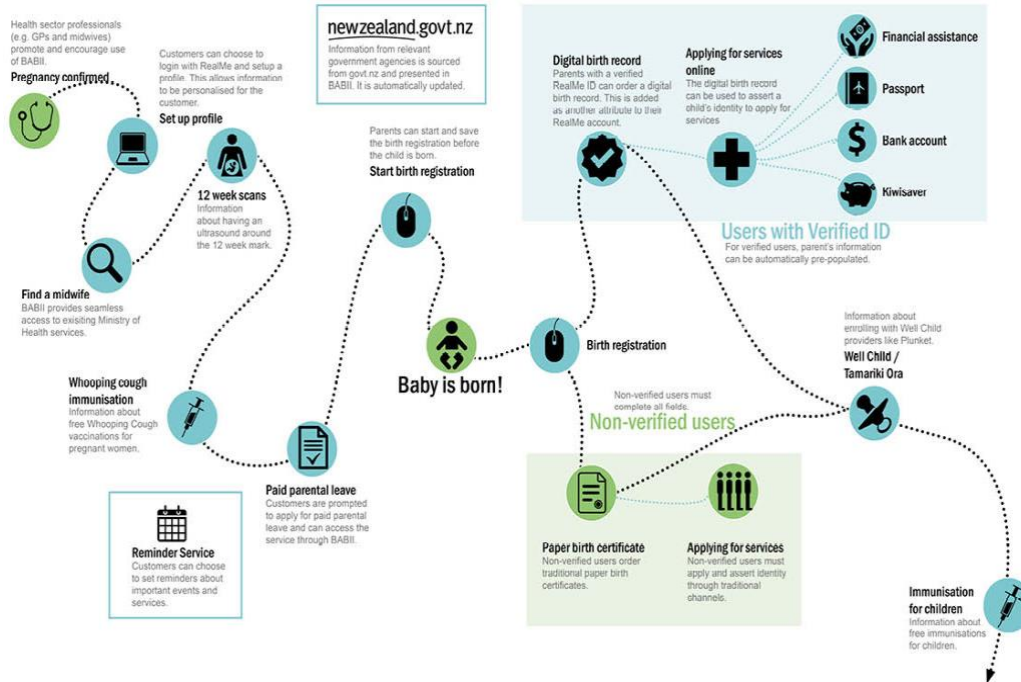 Health sector professionals
(e.g. GPs and midwives)
promote and encourage use
of BABII.
Pregnancy confirmed
Customers can choose to
login with RealMe and setup a
profile. This allows information
to be personalised for the
customer.
Set up profile
newzealand.govt.nz
Information from relevant
government agencies is sourced
from govt.nz and presented in
BABII. It is automatically updated.
12 week scans
Information
about having an
ultrasound around
the 12 week mark.
Find a midwife
BABII provides seamless
access to exisiting Ministry of
Health services.
Parents can start and save
the birth registration before
the child is born.
Start birth registration
Whooping cough
immunisation
Information about
free Whooping Cough
vaccinations for
pregnant women.
Paid parental leave
Customers are prompted
to apply for paid parental
leave and can access the
service through BABII.
Reminder Service
Customers can choose
to set reminders about
important events and
services.
Baby is born!
Birth registration
Digital birth record
Parents with a verified
RealMe ID can order a digital
birth record. This is added
as another attribute to their
RealMe account.
Applying for services
online
The digital birth record
can be used to assert a
child's identity to apply for
services
Financial assistance
Passport
$
Bank account
Kiwisaver
Users with Verified ID
For verified users, parent's information
can be automatically pre-populated.
Non-verified users must
complete all fields.
Non-verified users
Paper birth certificate
Non-verified users order
traditional paper birth
certificates.
Applying for services
Non-verified users must
apply and assert identity
through traditional
channels.
Information about
enrolling with Well Child
providers like Plunket.
Well Child /
Tamariki Ora
Immunisation
for children
Information about
free immunisations
for children.